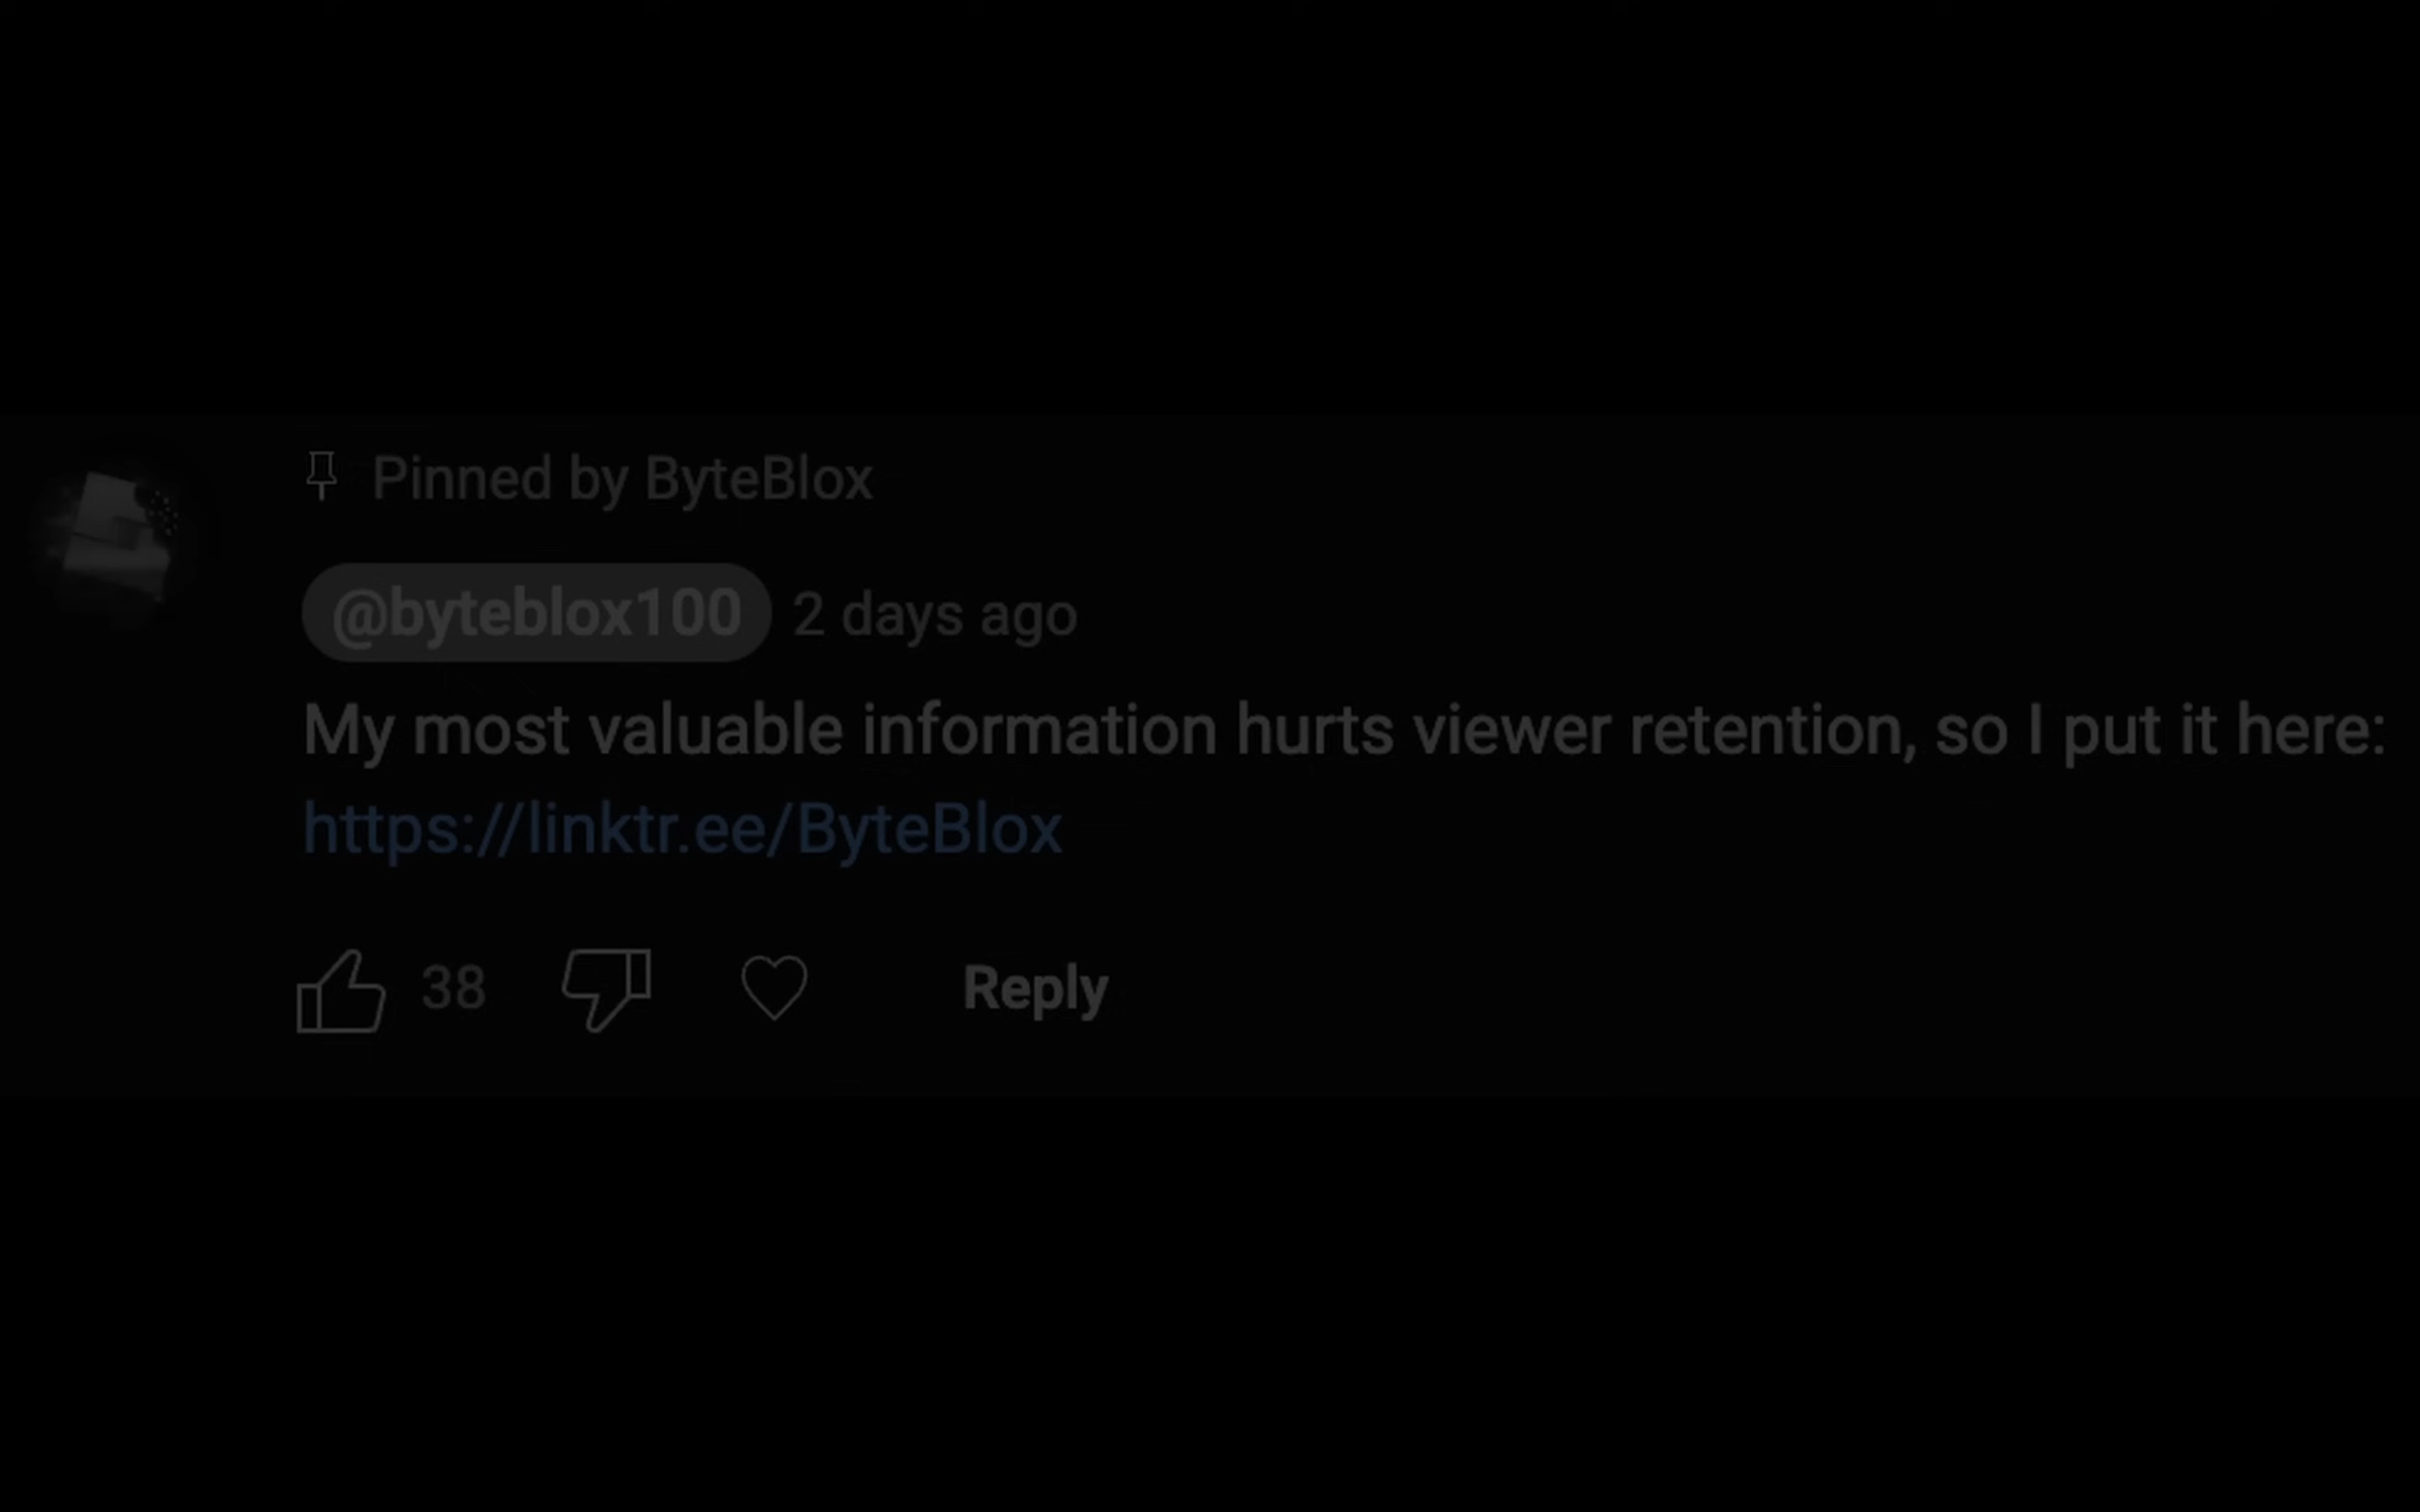 Pinned by ByteBlox
@byteblox100 2 days ago
My most valuable information hurts viewer retention, so I put it here:
https://linktr.ee/ByteBlox
38 Reply